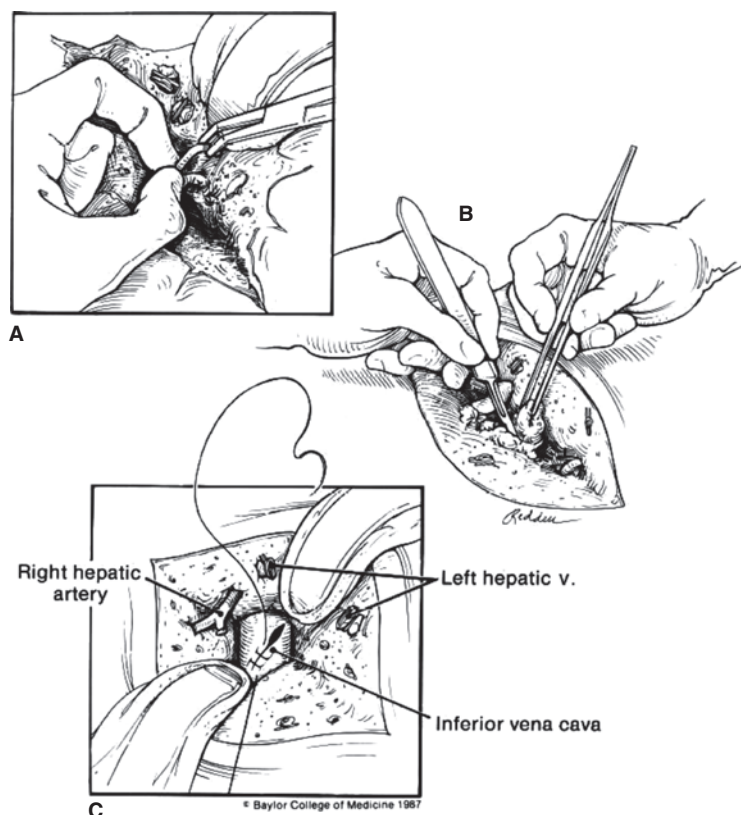 A
B
Redden
Right hepatic
artery
Left hepatic v.
Inferior vena cava
C
© Baylor College of Medicine 1987